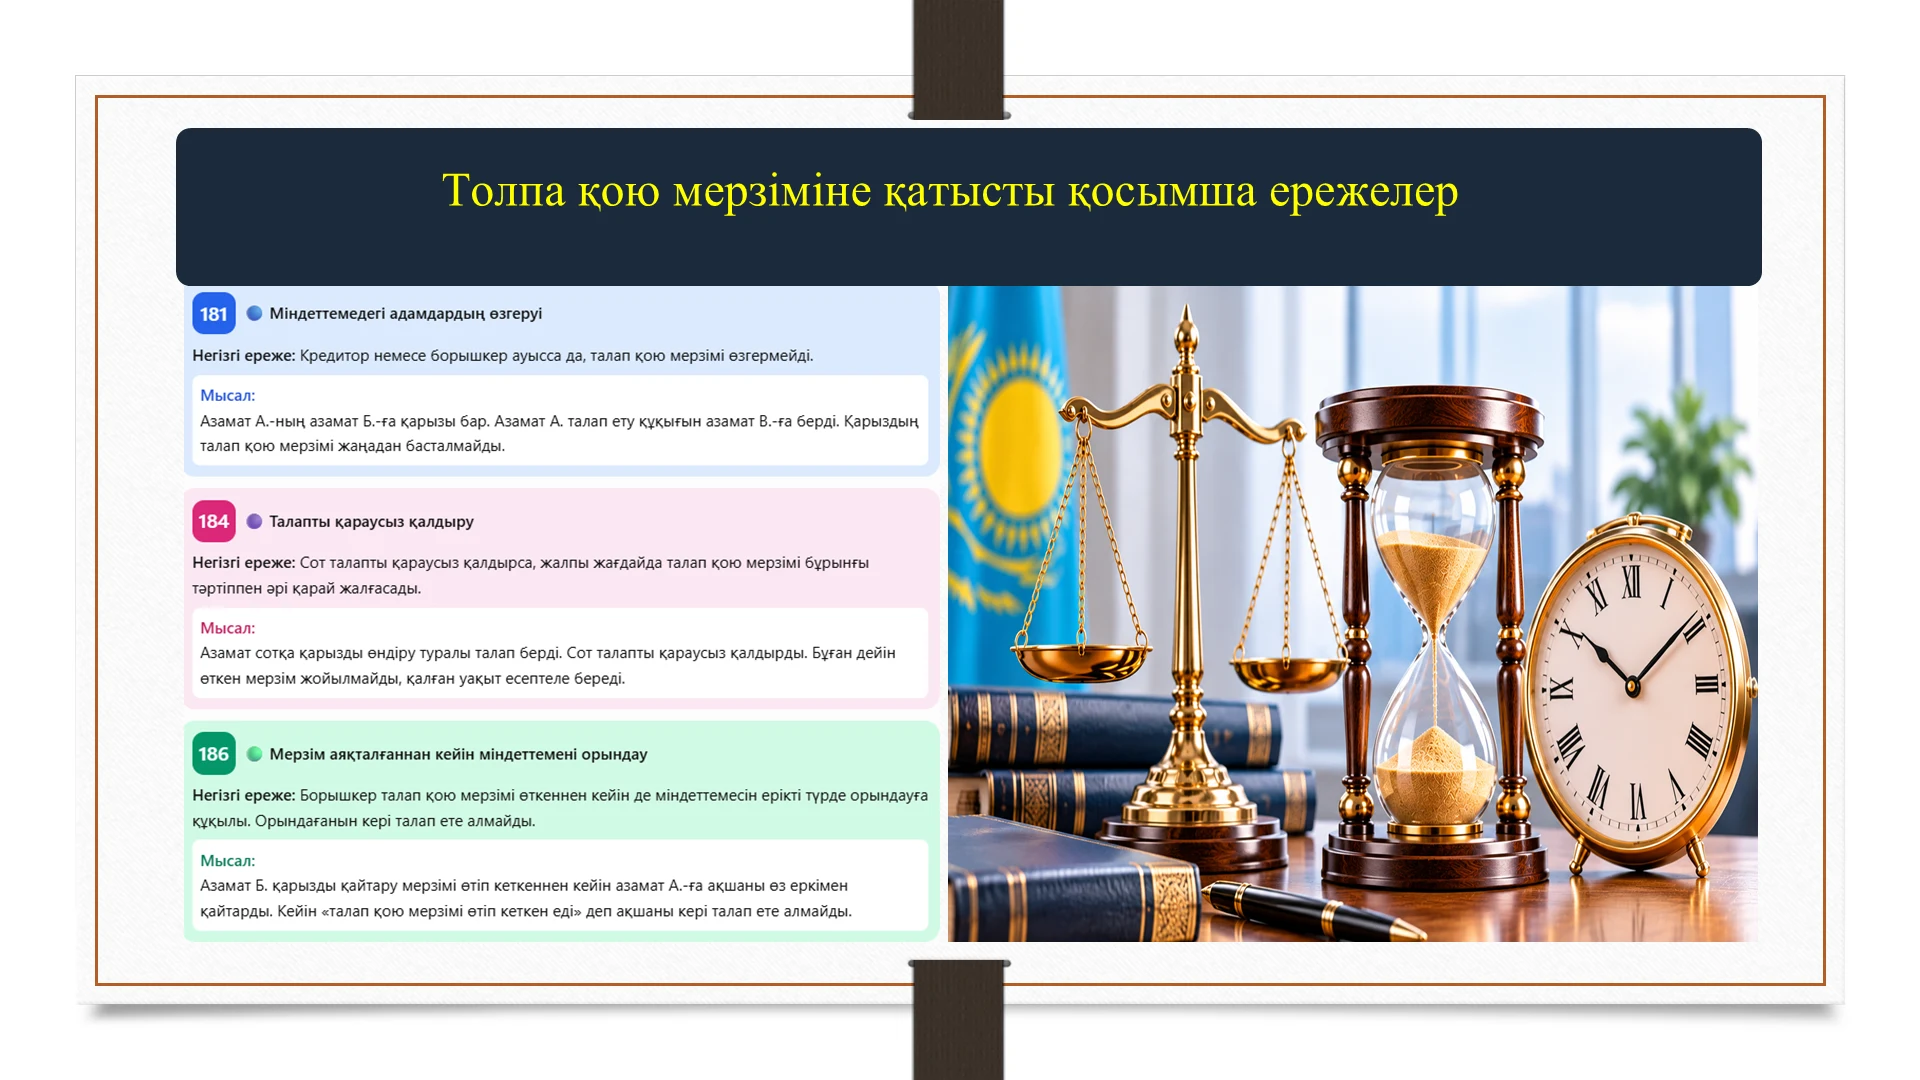 Толпа қою мерзіміне қатысты қосымша ережелер
181 Міндеттемедегі адамдардың өзгеруі
Негізгі ереже: Кредитор немесе борышкер ауысса да, талап қою мерзімі өзгермейді.
Мысал:
Азамат А.-ның азамат Б.-ға қарызы бар. Азамат А. талап ету құқығын азамат В.-ға берді. Қарыздың
талап қою мерзімі жаңадан басталмайды.
184 Талапты қараусыз қалдыру
Негізгі ереже: Сот талапты қараусыз қалдырса, жалпы жағдайда талап қою мерзімі бұрынғы
тәртіппен әрі қарай жалғасады.
Мысал:
Азамат сотқа қарызды өндіру туралы талап берді. Сот талапты қараусыз қалдырды. Бұған дейін
өткен мерзім жойылмайды, қалған уақыт есептеле береді.
186 Мерзім аяқталғаннан кейін міндеттемені орындау
Негізгі ереже: Борышкер талап қою мерзімі өткеннен кейін де міндеттемесін ерікті түрде орындауға
құқылы. Орындағанын кері талап ете алмайды.
Мысал:
Азамат Б. қарызды қайтару мерзімі өтіп кеткеннен кейін азамат А.-ға ақшаны өз еркімен
қайтарды. Кейін «талап қою мерзімі өтіп кеткен еді» деп ақшаны кері талап ете алмайды.